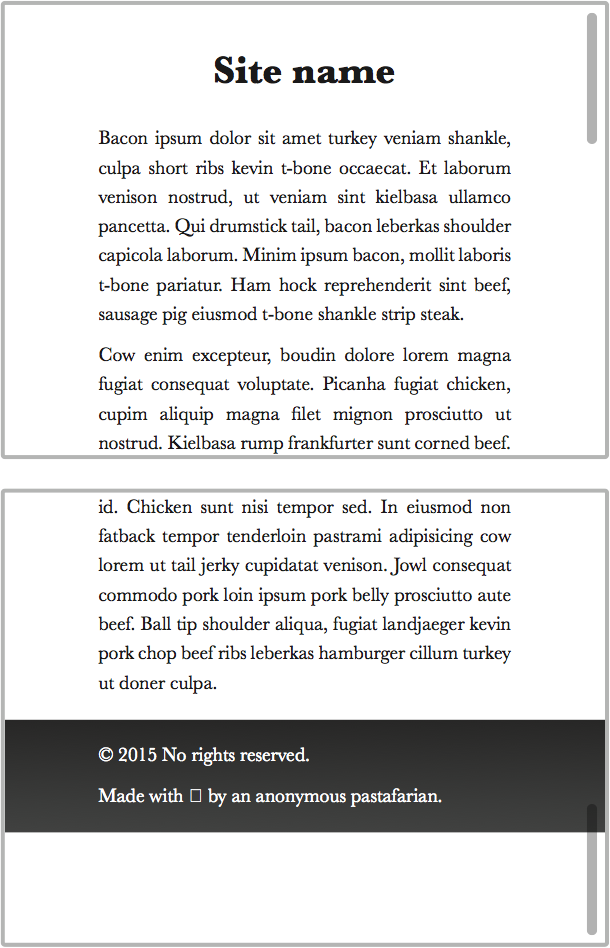 Site name
Bacon ipsum dolor sit amet turkey veniam shankle,
culpa short ribs kevin t-bone occaecat. Et laborum
venison nostrud, ut veniam sint kielbasa ullamco
pancetta. Qui drumstick tail, bacon leberkas shoulder
capicola laborum. Minim ipsum bacon, mollit laboris
t-bone pariatur. Ham hock reprehenderit sint beef,
sausage pig eiusmod t-bone shankle strip steak.
Cow enim excepteur, boudin dolore lorem magna
fugiat consequat voluptate. Picanha fugiat chicken,
cupim aliquip magna filet mignon prosciutto ut
nostrud. Kielbasa rump frankfurter sunt corned beef.
id. Chicken sunt nisi tempor sed. In eiusmod non
fatback tempor tenderloin pastrami adipisicing cow
lorem ut tail jerky cupidatat venison. Jowl consequat
commodo pork loin ipsum pork belly prosciutto aute
beef. Ball tip shoulder aliqua, fugiat landjaeger kevin
pork chop beef ribs leberkas hamburger cillum turkey
ut doner culpa.
© 2015 No rights reserved.
Made with □ by an anonymous pastafarian.